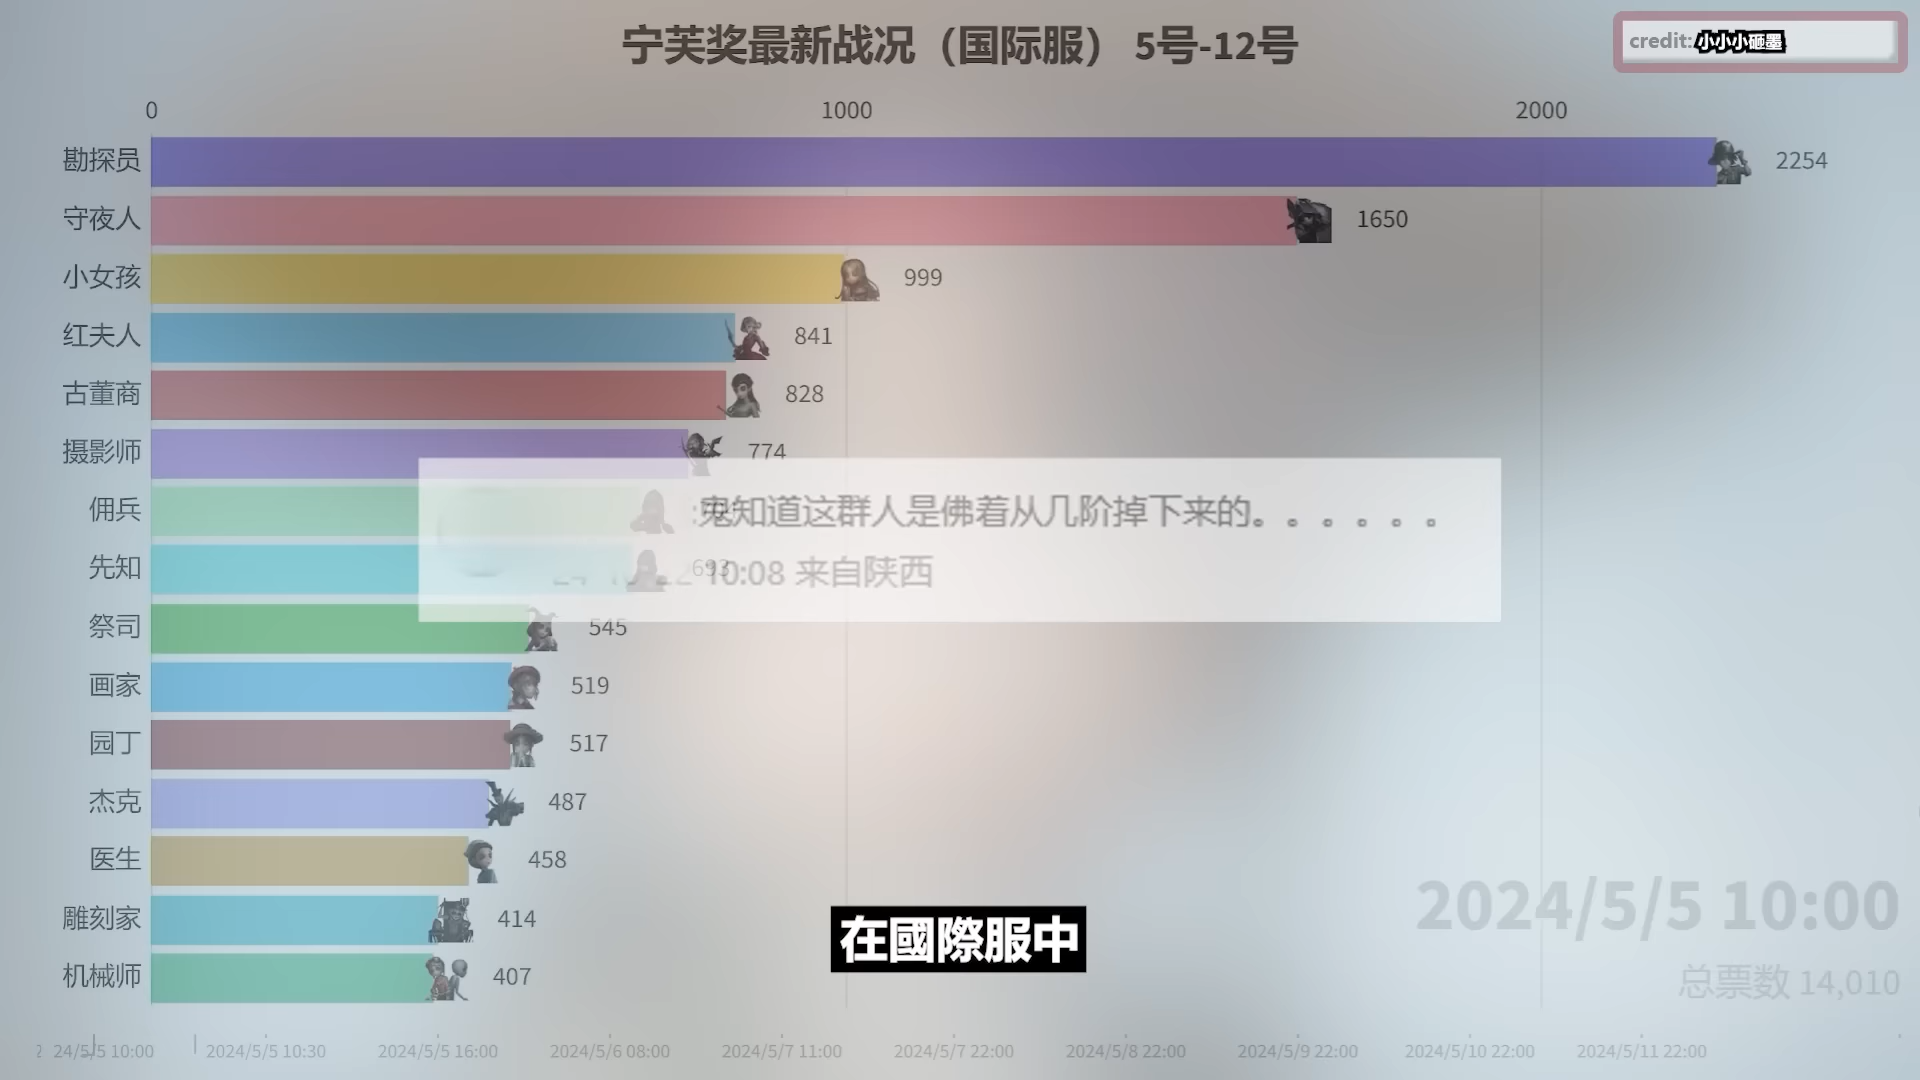 宁芙奖最新战况（国际服） 5号-12号
credit:小小小砸墨
0 1000 2000
勘探员 2254
守夜人 1650
小女孩 999
红夫人 841
古董商 828
摄影师 774
佣兵
:鬼知道这群人是佛着从几阶掉下来的。。。。。。
先知 693
10:08 来自陕西
祭司 545
画家 519
园丁 517
杰克 487
医生 458
雕刻家 414
机械师 407
在國際服中
2024/5/5 10:00
总票数 14,010
24/5/5 10:00 2024/5/5 10:30 2024/5/5 16:00 2024/5/6 08:00 2024/5/7 11:00 2024/5/7 22:00 2024/5/8 22:00 2024/5/9 22:00 2024/5/10 22:00 2024/5/11 22:00